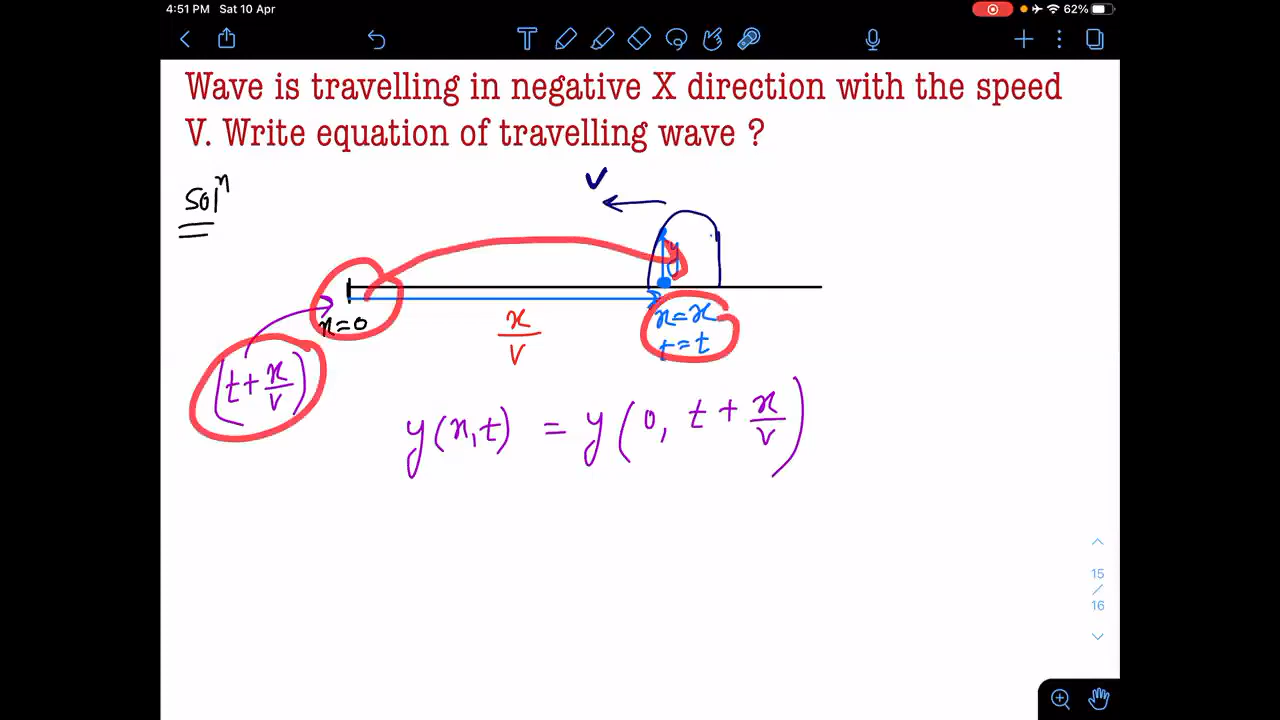 4:51 PM Sat 10 Apr
62%
Wave is travelling in negative X direction with the speed
V. Write equation of travelling wave ?
solⁿ
V
y
x=0
x/v
x=x
t=t
(t+x/v)
y(x,t) = y(0, t + x/v)
15
/
16